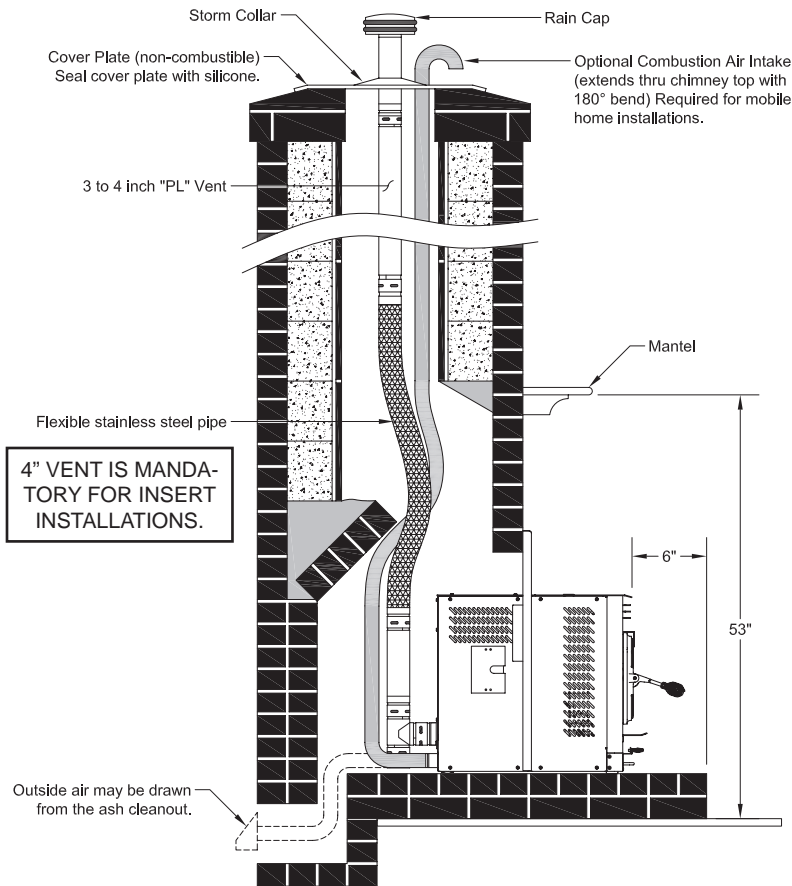 Storm Collar
Rain Cap
Cover Plate (non-combustible)
Seal cover plate with silicone.
Optional Combustion Air Intake
(extends thru chimney top with
180° bend) Required for mobile
home installations.
3 to 4 inch "PL" Vent
Mantel
Flexible stainless steel pipe
4” VENT IS MANDA-
TORY FOR INSERT
INSTALLATIONS.
6"
53"
Outside air may be drawn
from the ash cleanout.